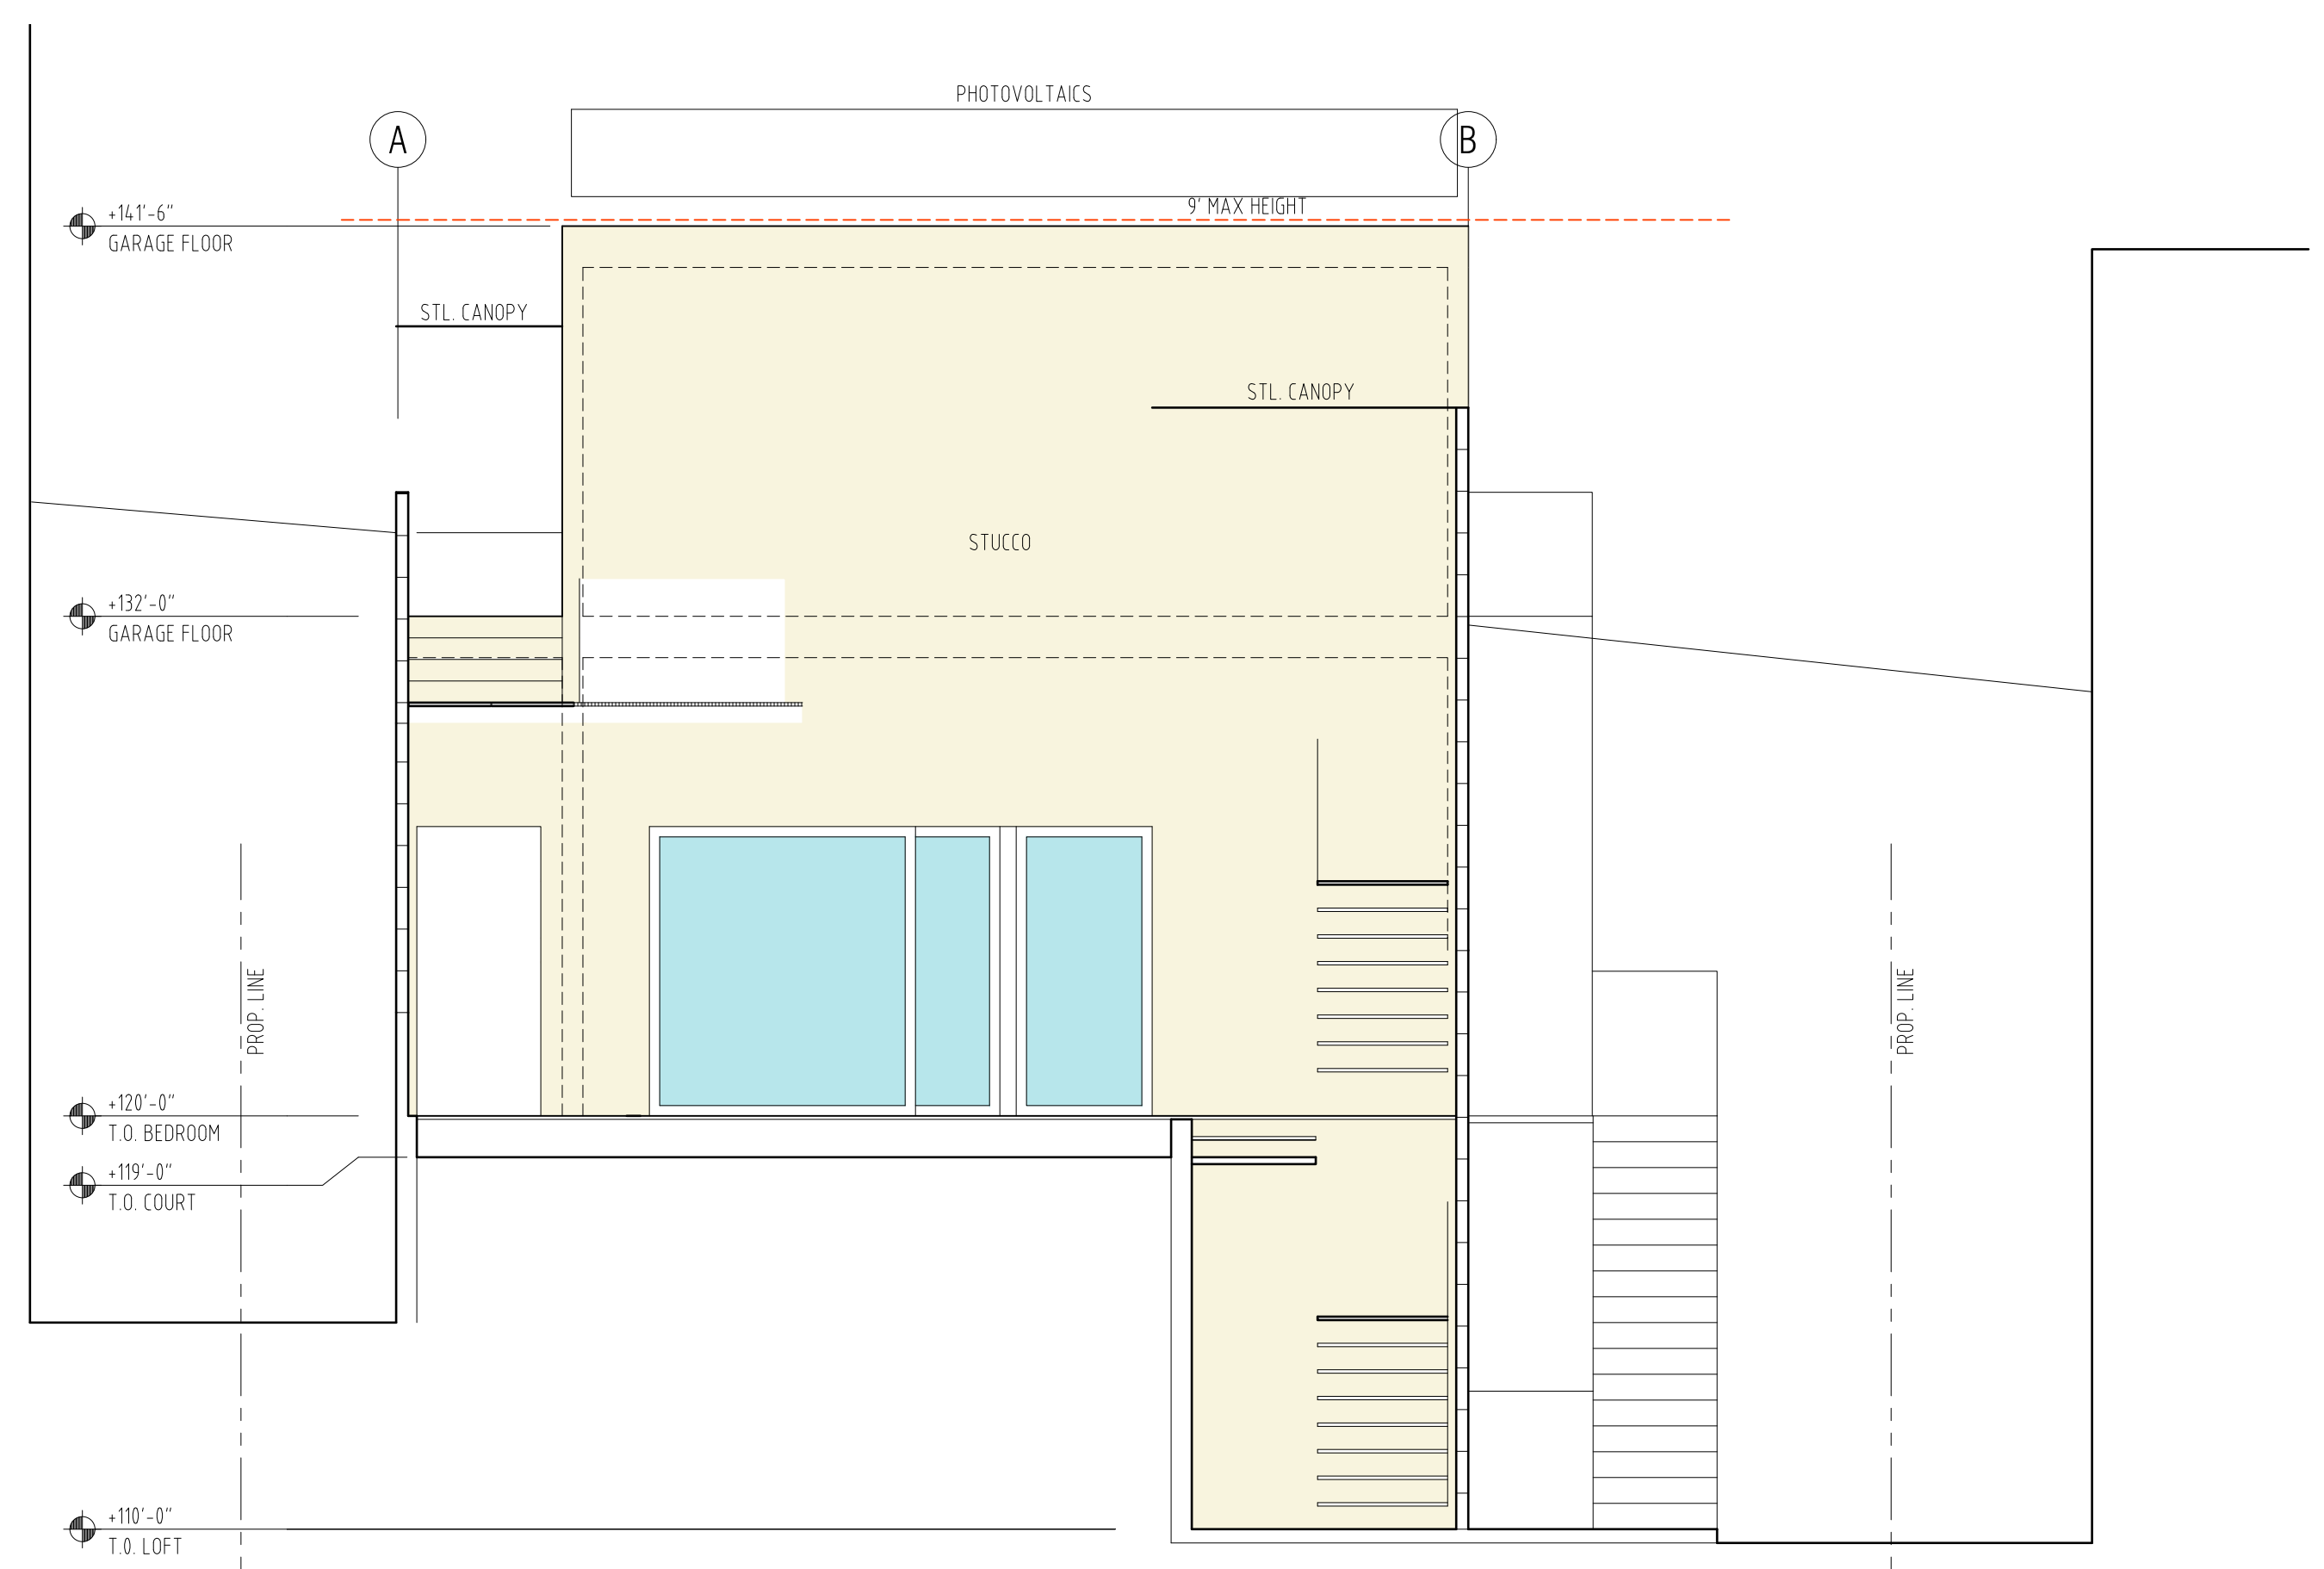 PHOTOVOLTAICS
A
B
+141'-6"
GARAGE FLOOR
9' MAX HEIGHT
STL. CANOPY
STL. CANOPY
STUCCO
+132'-0"
GARAGE FLOOR
PROP. LINE
PROP. LINE
+120'-0"
T.O. BEDROOM
+119'-0"
T.O. COURT
+110'-0"
T.O. LOFT